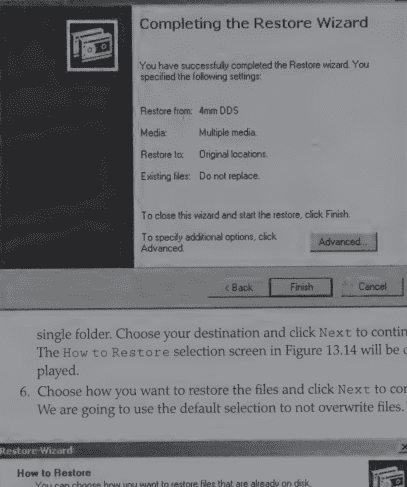 Completing the Restore Wizard
You have successfully completed the Restore wizard. You
specified the following settings:
Restore from: 4mm DDS
Media: Multiple media.
Restore to: Original locations.
Existing files: Do not replace.
To close this wizard and start the restore, click Finish.
To specify additional options, click
Advanced.
Advanced...
< Back Finish Cancel
single folder. Choose your destination and click Next to contin
The How to Restore selection screen in Figure 13.14 will be d
played.
6. Choose how you want to restore the files and click Next to con
We are going to use the default selection to not overwrite files.
Restore Wizard
How to Restore
You can choose how you want to restore files that are already on disk.